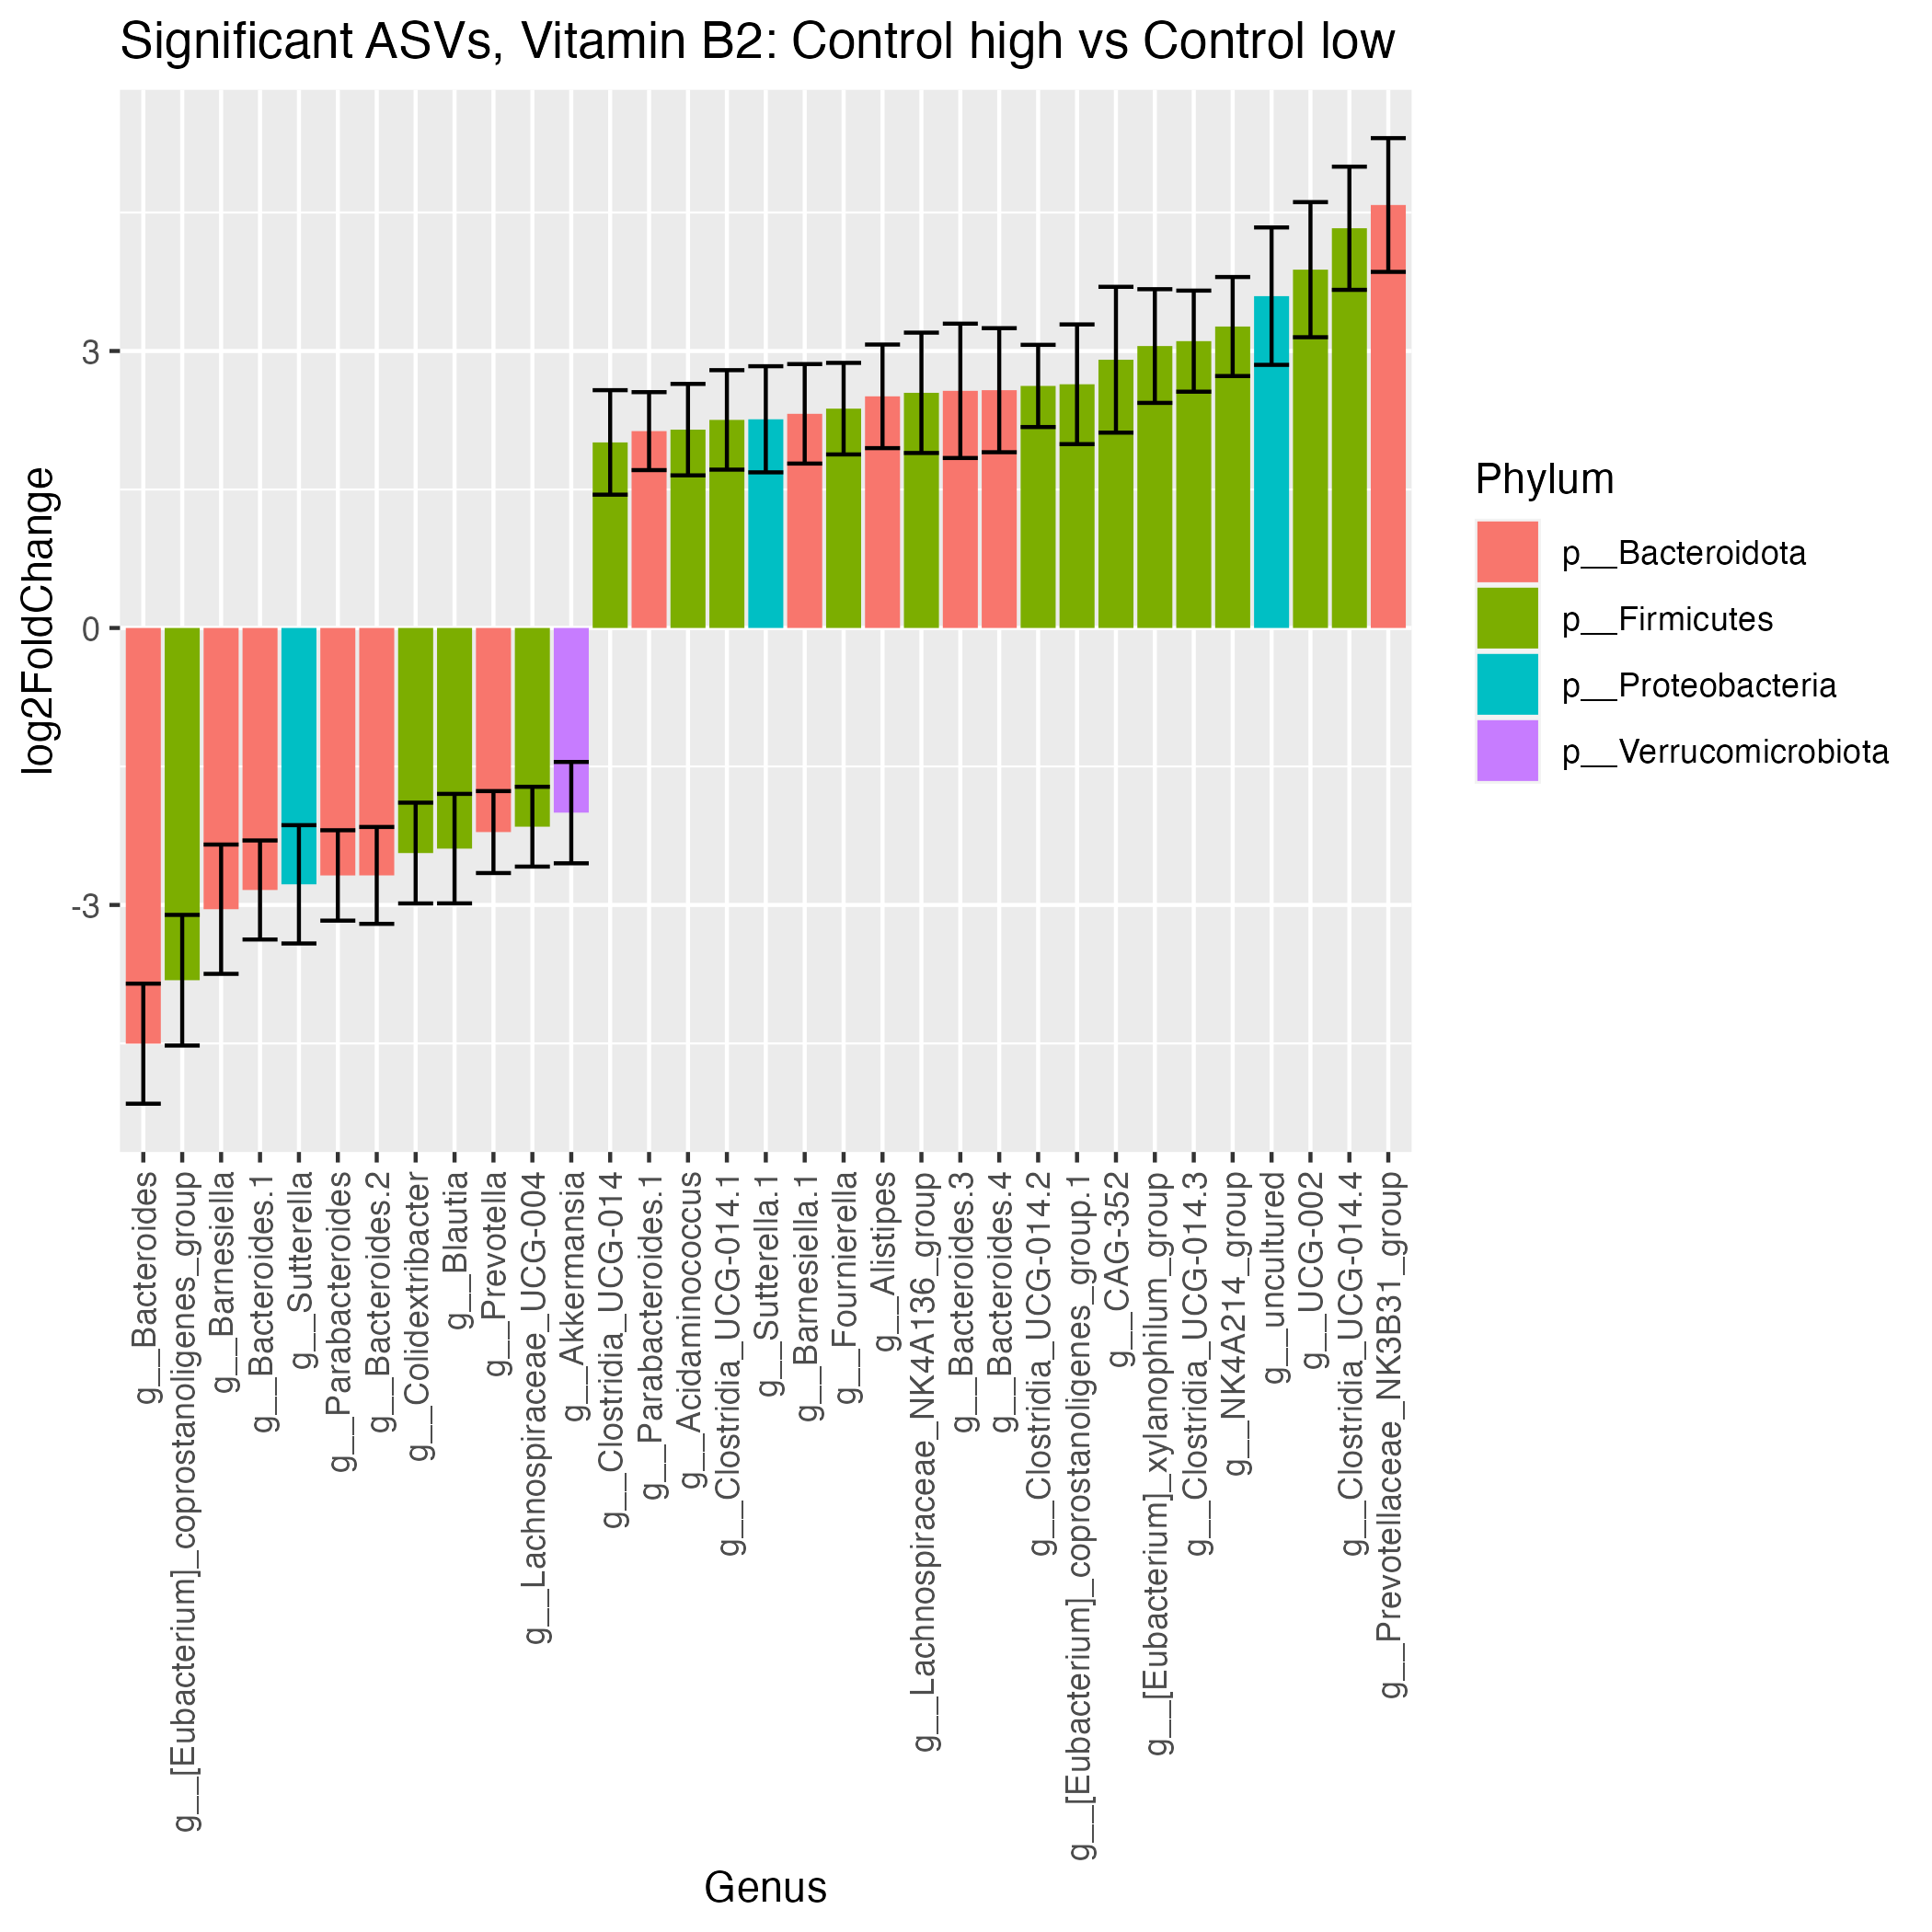 Significant ASVs, Vitamin B2: Control high vs Control low
log2FoldChange
3
0
-3
g__Bacteroides
g__[Eubacterium]_coprostanoligenes_group
g__Barnesiella
g__Bacteroides.1
g__Sutterella
g__Parabacteroides
g__Bacteroides.2
g__Colidextribacter
g__Blautia
g__Prevotella
g__Lachnospiraceae_UCG-004
g__Akkermansia
g__Clostridia_UCG-014
g__Parabacteroides.1
g__Acidaminococcus
g__Clostridia_UCG-014.1
g__Sutterella.1
g__Barnesiella.1
g__Fournierella
g__Alistipes
g__Lachnospiraceae_NK4A136_group
g__Bacteroides.3
g__Bacteroides.4
g__Clostridia_UCG-014.2
g__[Eubacterium]_coprostanoligenes_group.1
g__CAG-352
g__[Eubacterium]_xylanophilum_group
g__Clostridia_UCG-014.3
g__NK4A214_group
g__uncultured
g__UCG-002
g__Clostridia_UCG-014.4
g__Prevotellaceae_NK3B31_group
Genus
Phylum
p__Bacteroidota
p__Firmicutes
p__Proteobacteria
p__Verrucomicrobiota